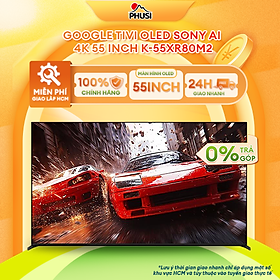 PHUSI
GOOGLE TIVI OLED SONY AI
4K 55 INCH K-55XR80M2
MIỄN PHÍ
GIAO LẮP HCM
100%
CHÍNH HÃNG
MÀN HÌNH OLED
55INCH
24H
GIAO NHANH
0% TRẢ
GÓP
*Lưu ý thời gian giao nhanh chỉ áp dụng một số
khu vực HCM và tùy thuộc vào tuyến giao thực tế